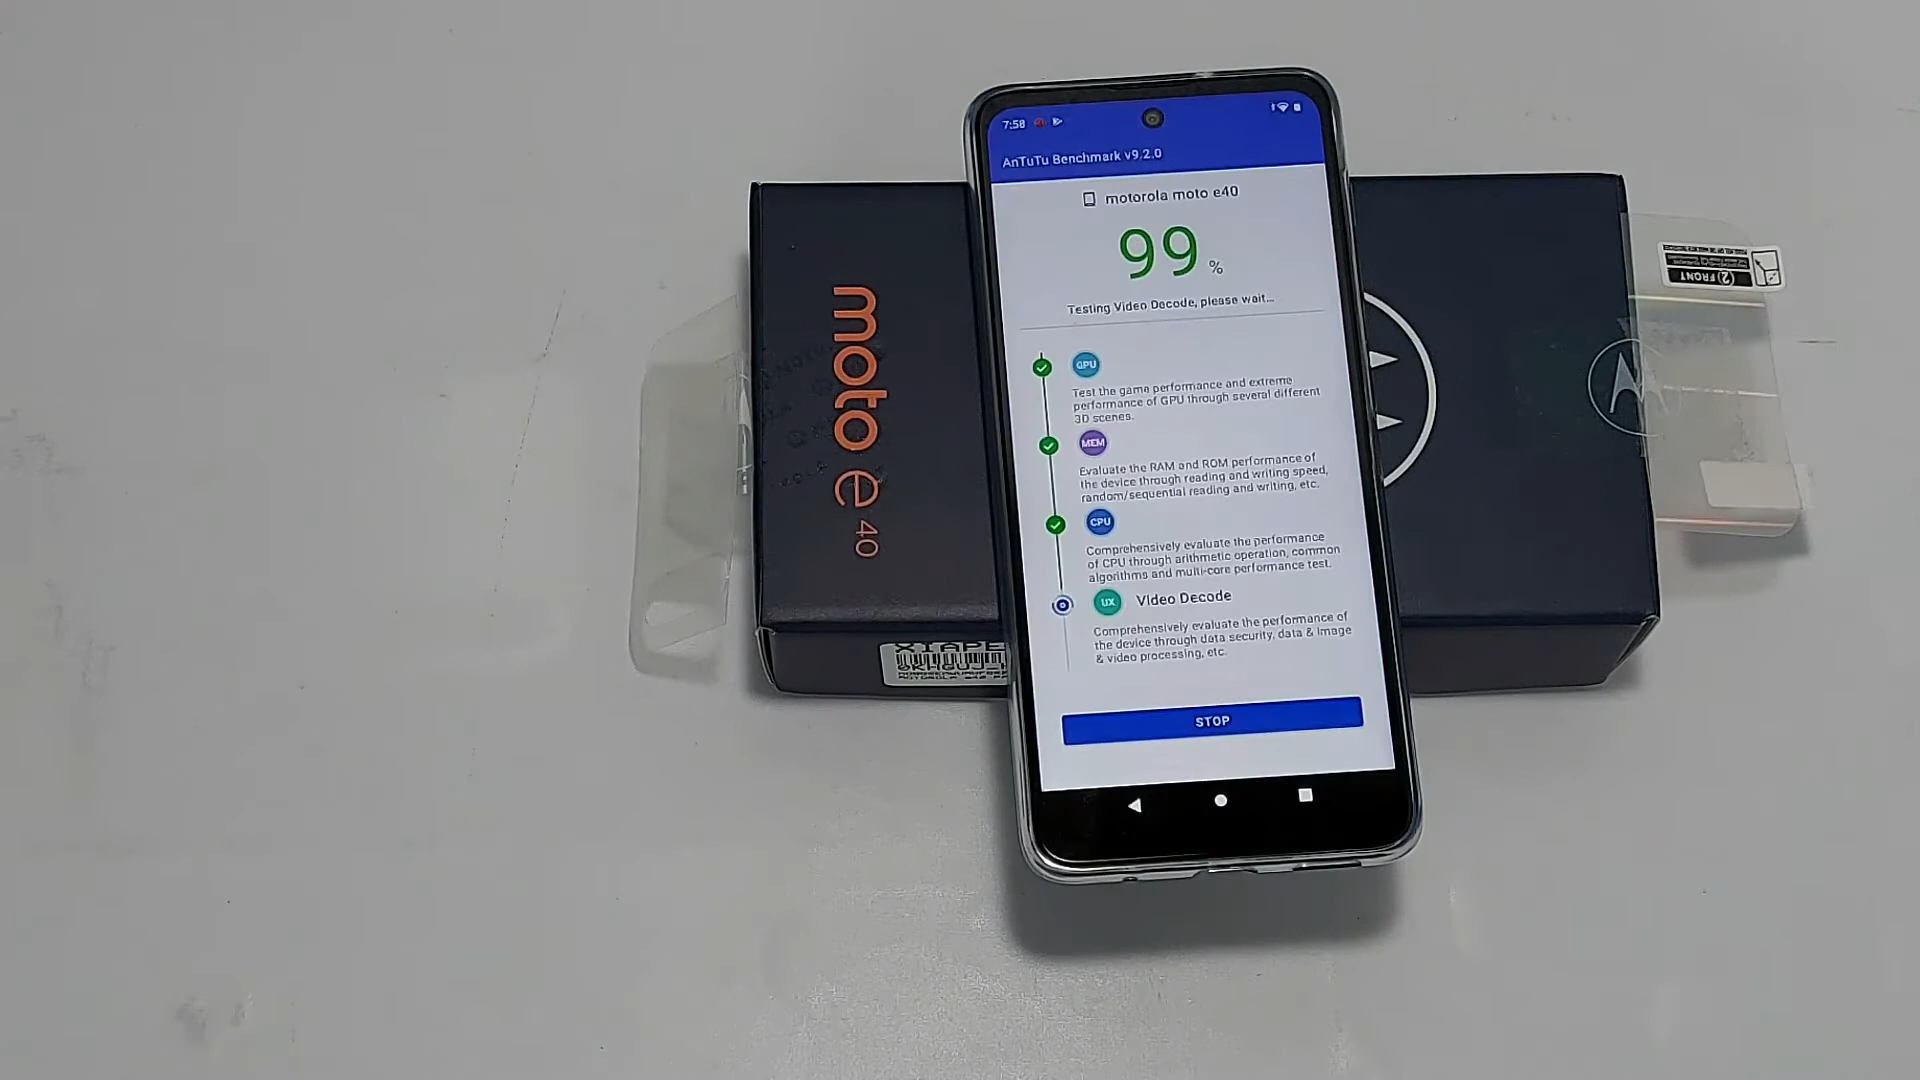 7:58
AnTuTu Benchmark v9.2.0
motorola moto e40
99 %
Testing Video Decode, please wait...
GPU
Test the game performance and extreme
performance of GPU through several different
3D scenes.
MEM
Evaluate the RAM and ROM performance of
the device through reading and writing speed,
random/sequential reading and writing, etc.
CPU
Comprehensively evaluate the performance
of CPU through arithmetic operation, common
algorithms and multi-core performance test.
UX Video Decode
Comprehensively evaluate the performance of
the device through data security, data & image
& video processing, etc.
STOP
moto e 40
XTAPE
② FRONT